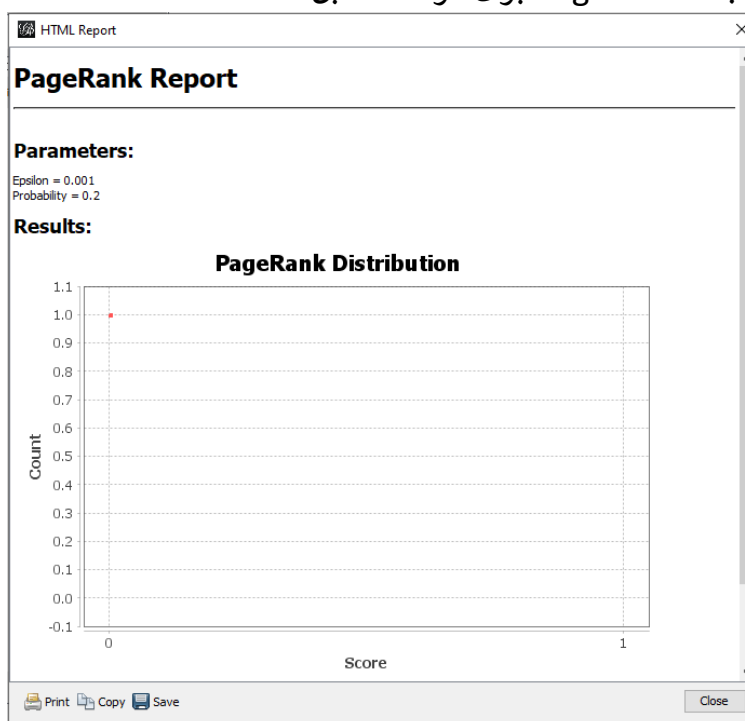 HTML Report
PageRank Report
Parameters:
Epsilon = 0.001
Probability = 0.2
Results:
PageRank Distribution
1.1
1.0
0.9
0.8
0.7
0.6
0.5
0.4
0.3
0.2
0.1
0.0
-0.1
Count
0 1
Score
Print Copy Save Close